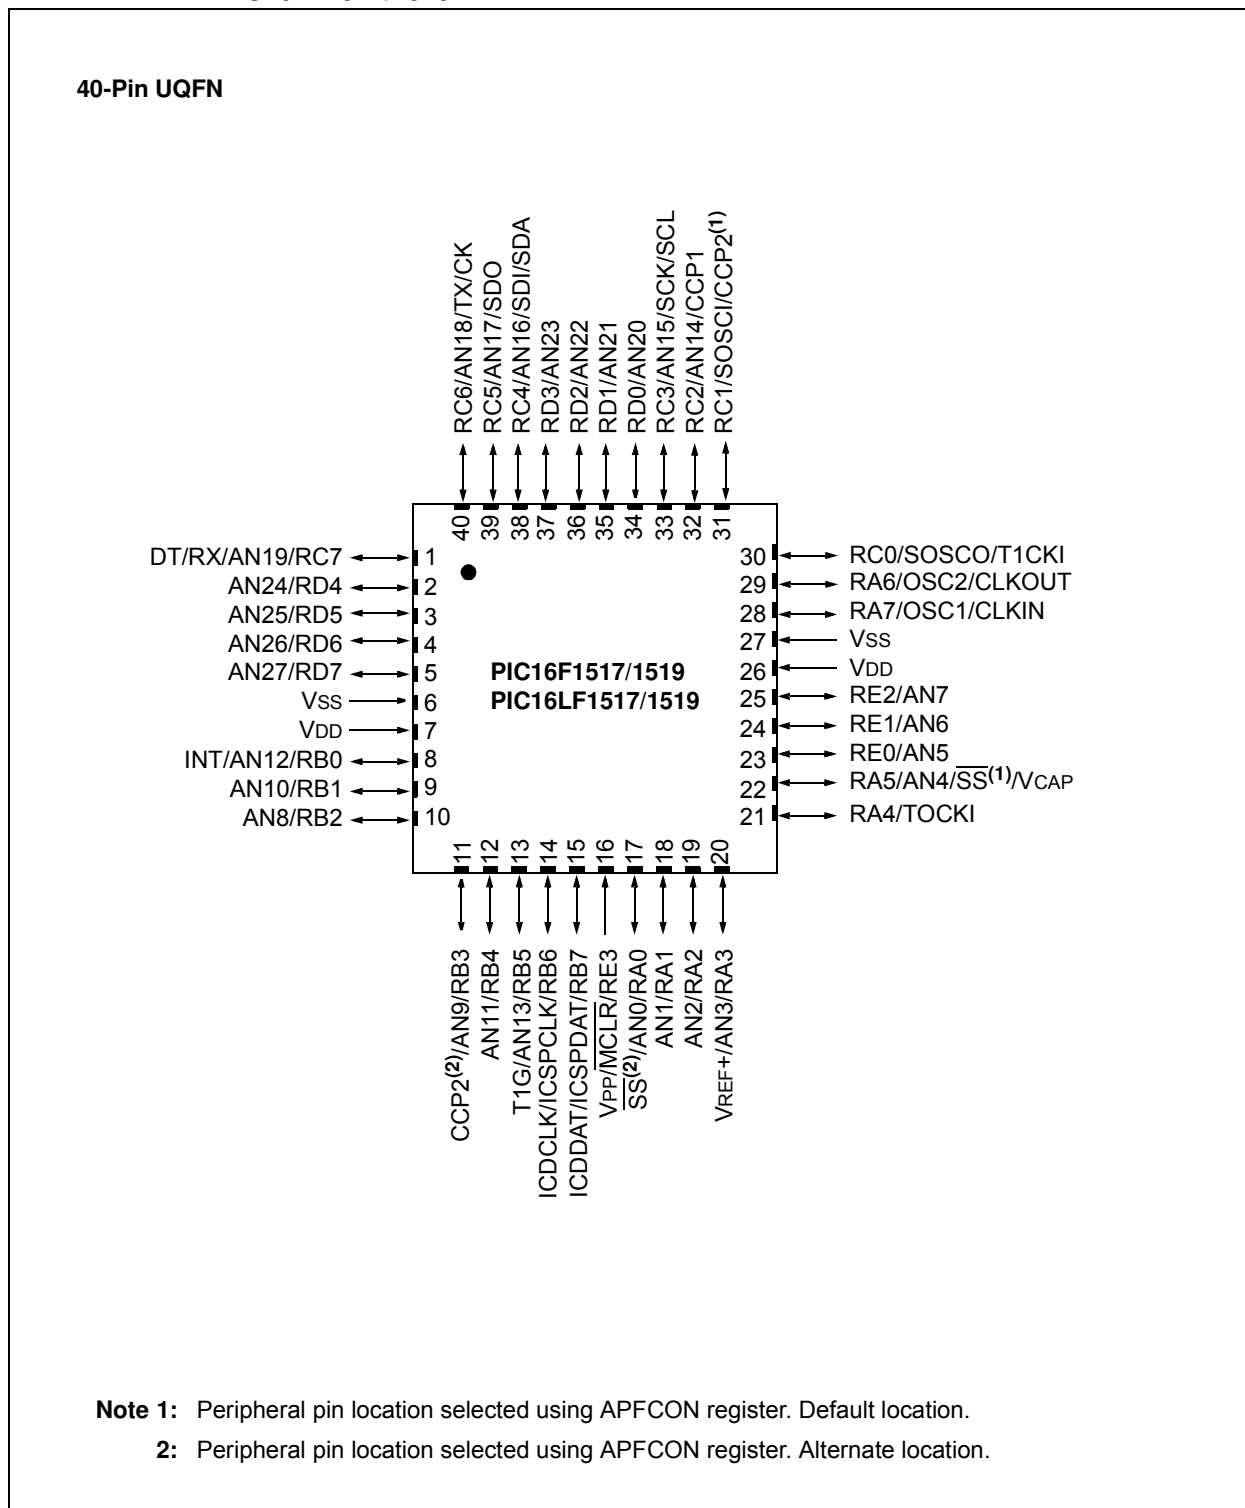 40-Pin UQFN
RC6/AN18/TX/CK
RC5/AN17/SDO
RC4/AN16/SDI/SDA
RD3/AN23
RD2/AN22
RD1/AN21
RD0/AN20
RC3/AN15/SCK/SCL
RC2/AN14/CCP1
RC1/SOSCI/CCP2(1)
40
39
38
37
36
35
34
33
32
31
DT/RX/AN19/RC7 1
AN24/RD4 2
AN25/RD5 3
AN26/RD6 4
AN27/RD7 5
VSS 6
VDD 7
INT/AN12/RB0 8
AN10/RB1 9
AN8/RB2 10
PIC16F1517/1519
PIC16LF1517/1519
30 RC0/SOSCO/T1CKI
29 RA6/OSC2/CLKOUT
28 RA7/OSC1/CLKIN
27 VSS
26 VDD
25 RE2/AN7
24 RE1/AN6
23 RE0/AN5
22 RA5/AN4/SS(1)/VCAP
21 RA4/TOCKI
11
12
13
14
15
16
17
18
19
20
CCP2(2)/AN9/RB3
AN11/RB4
T1G/AN13/RB5
ICDCLK/ICSPCLK/RB6
ICDDAT/ICSPDAT/RB7
VPP/MCLR/RE3
SS(2)/AN0/RA0
AN1/RA1
AN2/RA2
VREF+/AN3/RA3
Note 1: Peripheral pin location selected using APFCON register. Default location.
2: Peripheral pin location selected using APFCON register. Alternate location.